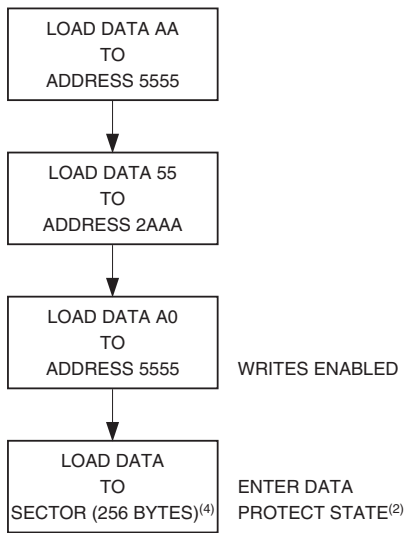 LOAD DATA AA
TO
ADDRESS 5555
LOAD DATA 55
TO
ADDRESS 2AAA
LOAD DATA A0
TO
ADDRESS 5555
WRITES ENABLED
LOAD DATA
TO
SECTOR (256 BYTES)(4)
ENTER DATA
PROTECT STATE(2)